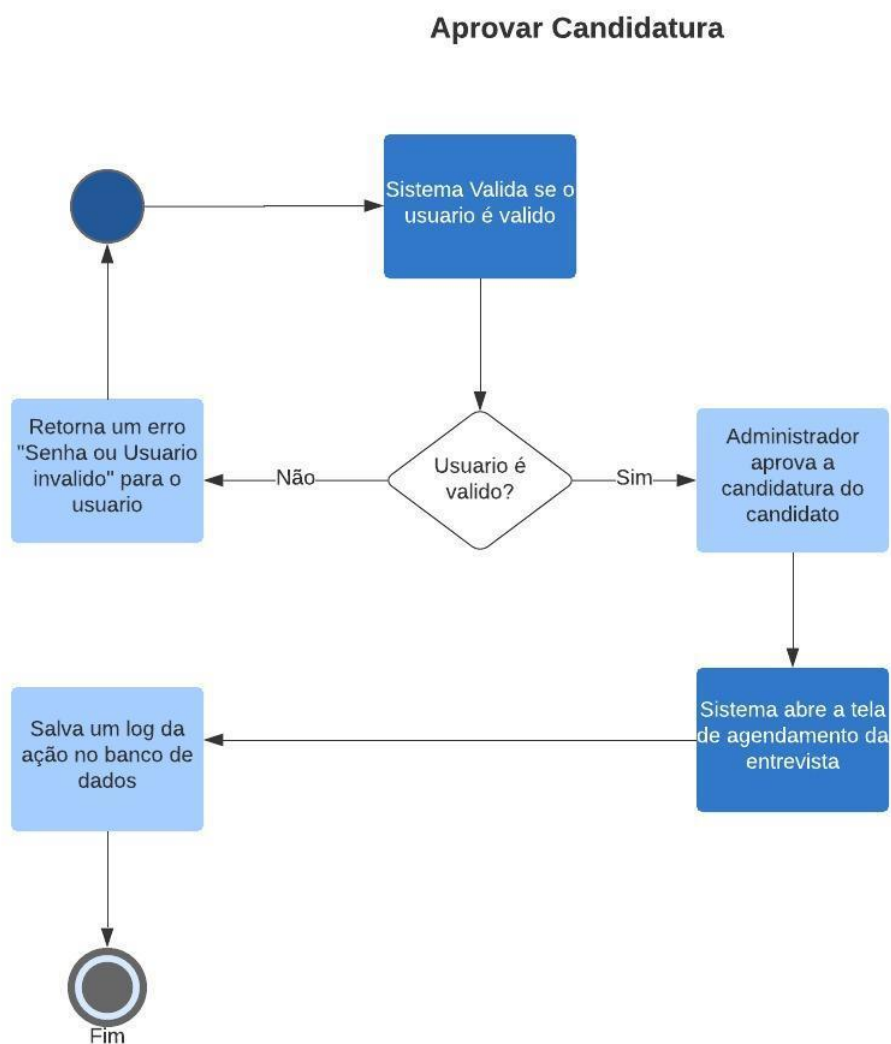 Aprovar Candidatura
Sistema Valida se o
usuario é valido
Retorna um erro
"Senha ou Usuario
invalido" para o
usuario
Não
Usuario é
valido?
Sim
Administrador
aprova a
candidatura do
candidato
Salva um log da
ação no banco de
dados
Sistema abre a tela
de agendamento da
entrevista
Fim